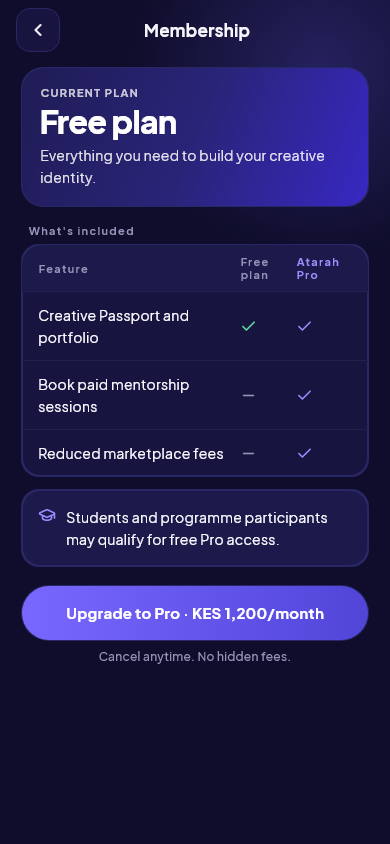 Membership
CURRENT PLAN
Free plan
Everything you need to build your creative
identity.
What's included
Feature
Free
plan
Atarah
Pro
Creative Passport and
portfolio
Book paid mentorship
sessions
Reduced marketplace fees
Students and programme participants
may qualify for free Pro access.
Upgrade to Pro · KES 1,200/month
Cancel anytime. No hidden fees.